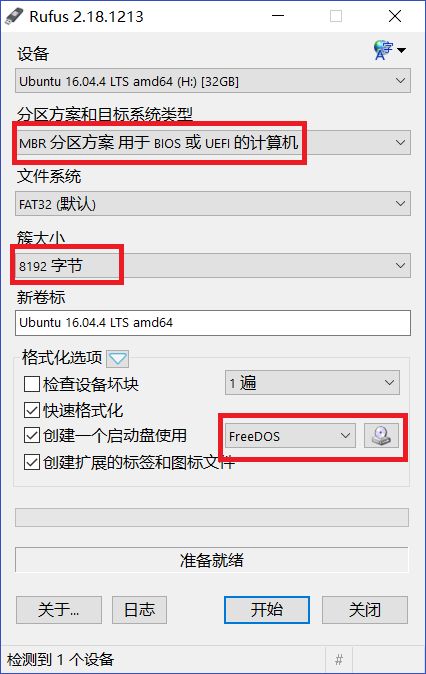 Rufus 2.18.1213
设备
字
Ubuntu 16.04.4 LTS amd64 (H:) [32GB]
分区方案和目标系统类型
MBR 分区方案 用于 BIOS 或 UEFI 的计算机
文件系统
FAT32 (默认)
簇大小
8192 字节
新卷标
Ubuntu 16.04.4 LTS amd64
格式化选项
检查设备坏块 1 遍
快速格式化
创建一个启动盘使用 FreeDOS
创建扩展的标签和图标文件
准备就绪
关于... 日志 开始 关闭
检测到 1 个设备 #